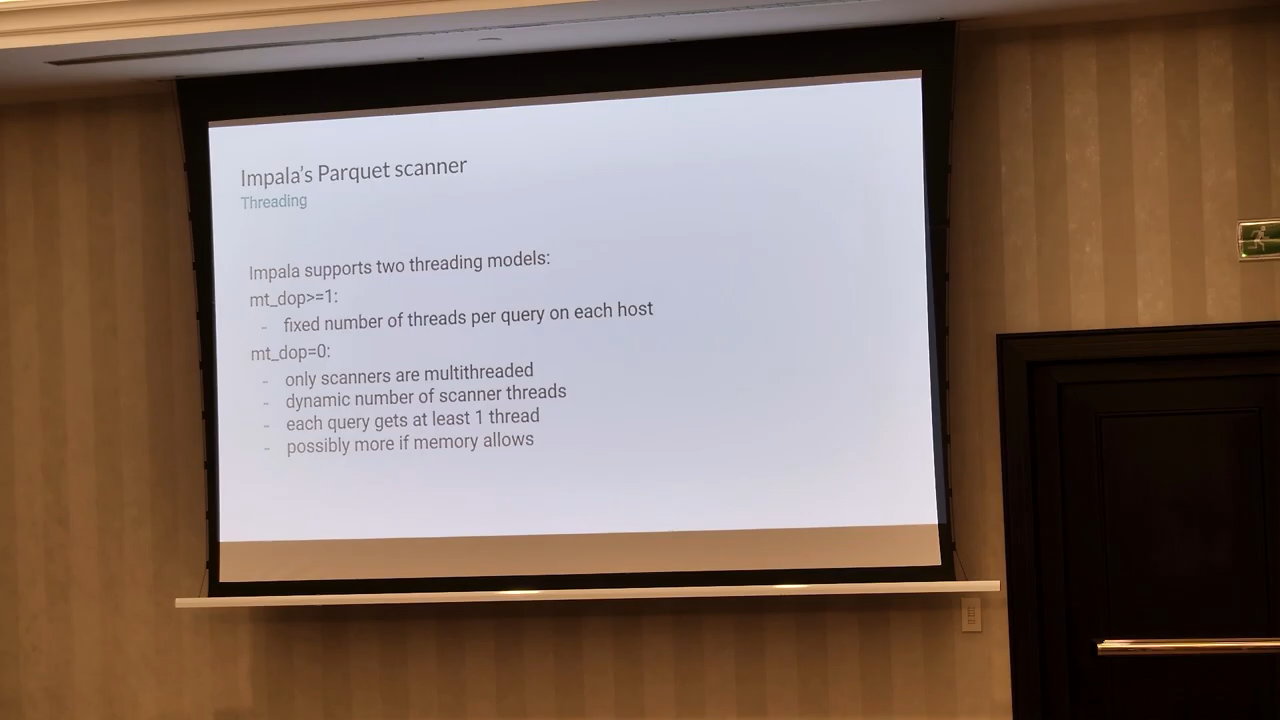 Impala's Parquet scanner
Threading
Impala supports two threading models:
mt_dop>=1:
- fixed number of threads per query on each host
mt_dop=0:
- only scanners are multithreaded
- dynamic number of scanner threads
- each query gets at least 1 thread
- possibly more if memory allows